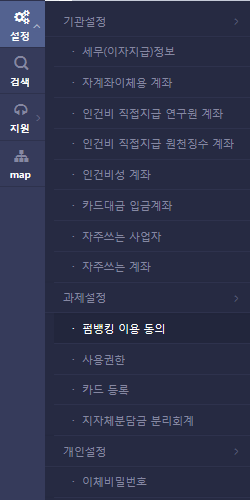 설정
검색
지원
map
기관설정
· 세무(이자지급)정보
· 자계좌이체용 계좌
· 인건비 직접지급 연구원 계좌
· 인건비 직접지급 원천징수 계좌
· 인건비성 계좌
· 카드대금 입금계좌
· 자주쓰는 사업자
· 자주쓰는 계좌
과제설정
· 펌뱅킹 이용 동의
· 사용권한
· 카드 등록
· 지자체분담금 분리회계
개인설정
· 이체비밀번호